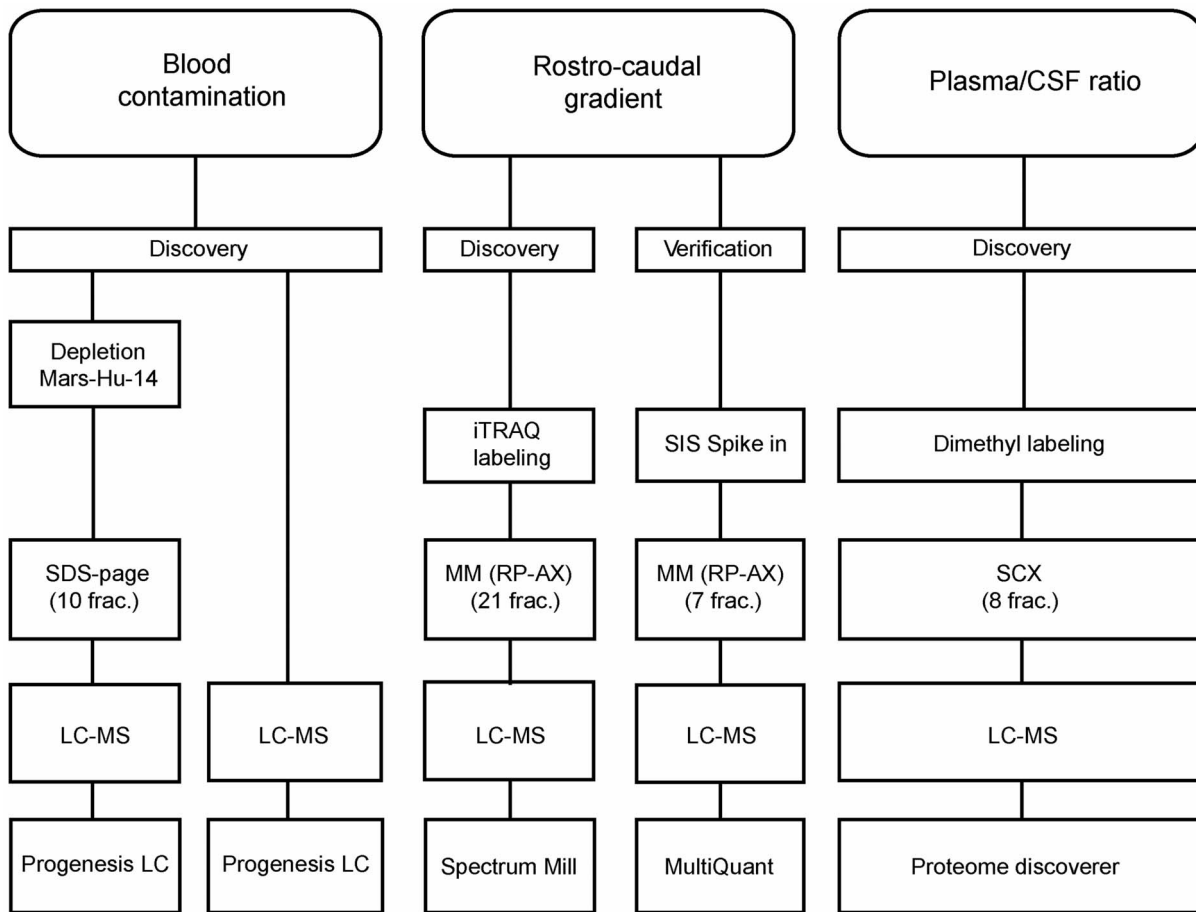 Blood
contamination
Rostro-caudal
gradient
Plasma/CSF ratio
Discovery
Discovery
Verification
Discovery
Depletion
Mars-Hu-14
iTRAQ
labeling
SIS Spike in
Dimethyl labeling
SDS-page
(10 frac.)
MM (RP-AX)
(21 frac.)
MM (RP-AX)
(7 frac.)
SCX
(8 frac.)
LC-MS
LC-MS
LC-MS
LC-MS
LC-MS
Progenesis LC
Progenesis LC
Spectrum Mill
MultiQuant
Proteome discoverer